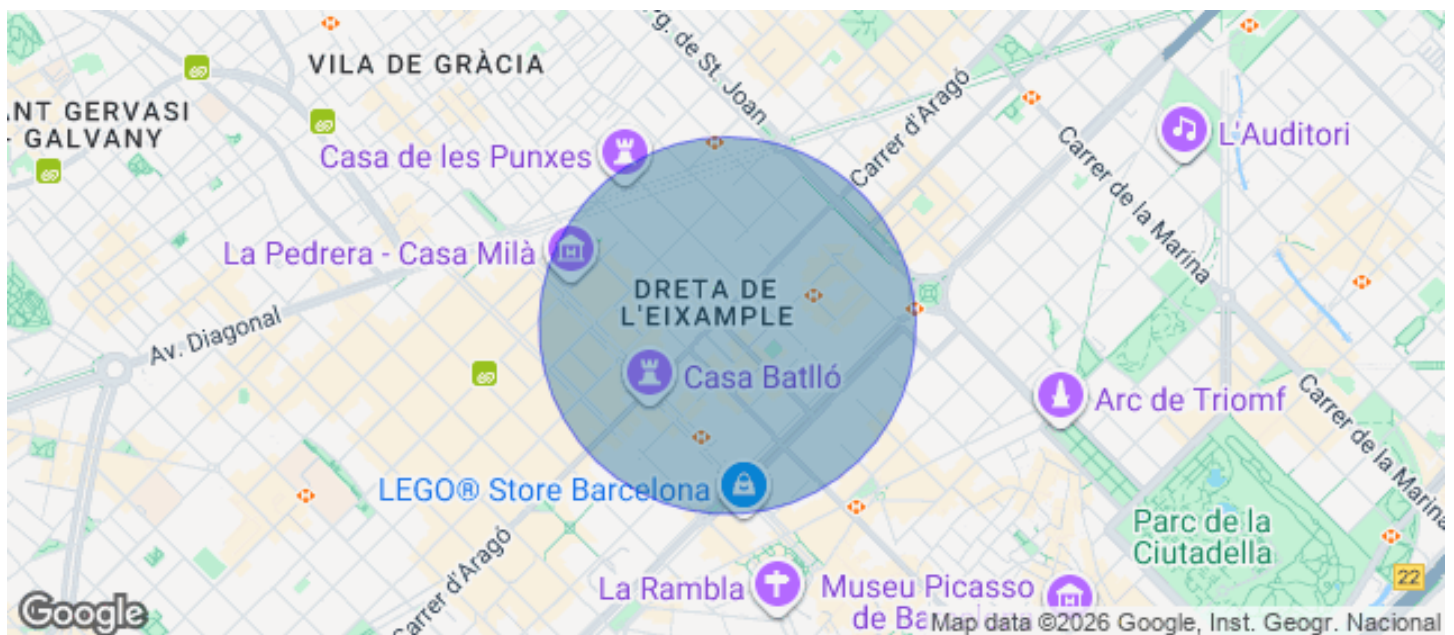 g. de St. Joan
VILA DE GRÀCIA
Carrer d'Aragó
ANT GERVASI
- GALVANY
L'Auditori
Casa de les Punxes
Carrer de la Marina
La Pedrera - Casa Milà
DRETA DE
L'EIXAMPLE
Av. Diagonal
Casa Batlló
Arc de Triomf
Carrer de la Marina
LEGO® Store Barcelona
Parc de la
Ciutadella
Carrer d'Aragó
La Rambla
Museu Picasso
de Ba
22
Google
Map data ©2026 Google, Inst. Geogr. Nacional